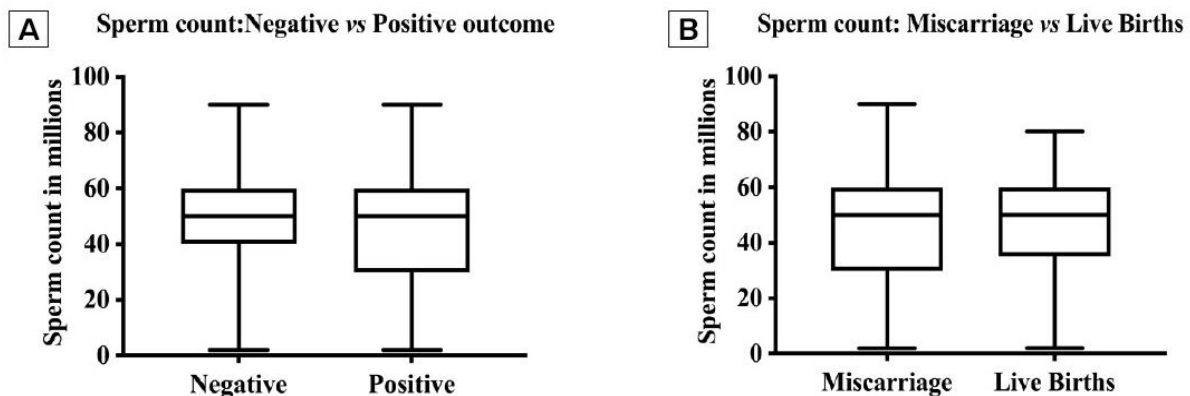 A
Sperm count:Negative vs Positive outcome
Sperm count in millions
100
80
60
40
20
0
Negative
Positive
B
Sperm count: Miscarriage vs Live Births
Sperm count in millions
100
80
60
40
20
0
Miscarriage
Live Births